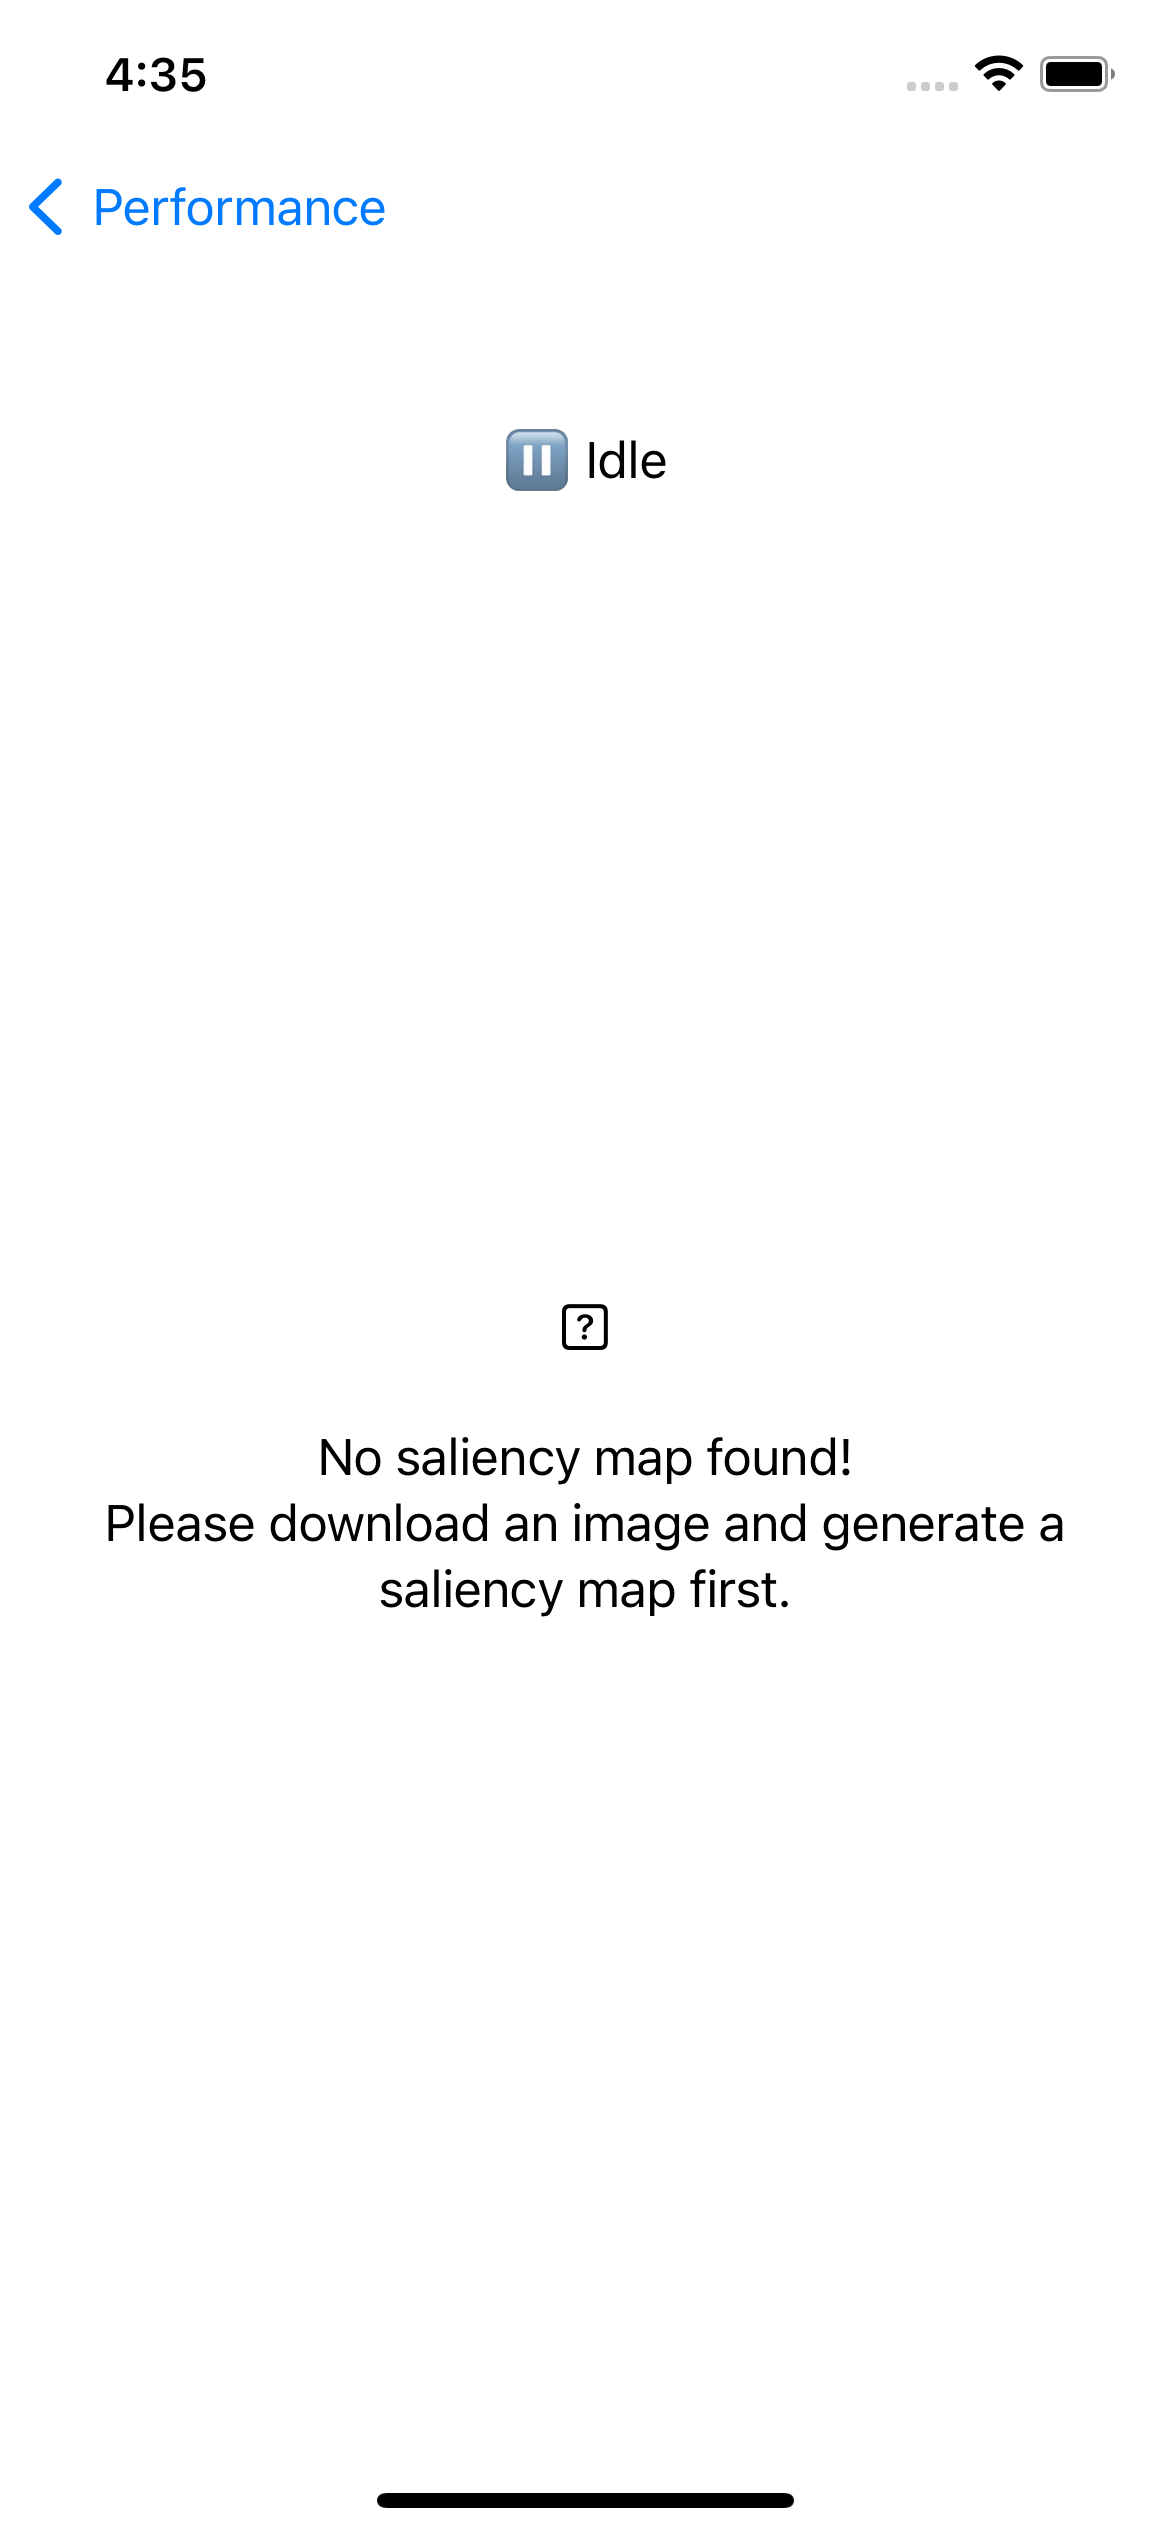 4:35
Performance
Idle
?
No saliency map found!
Please download an image and generate a
saliency map first.